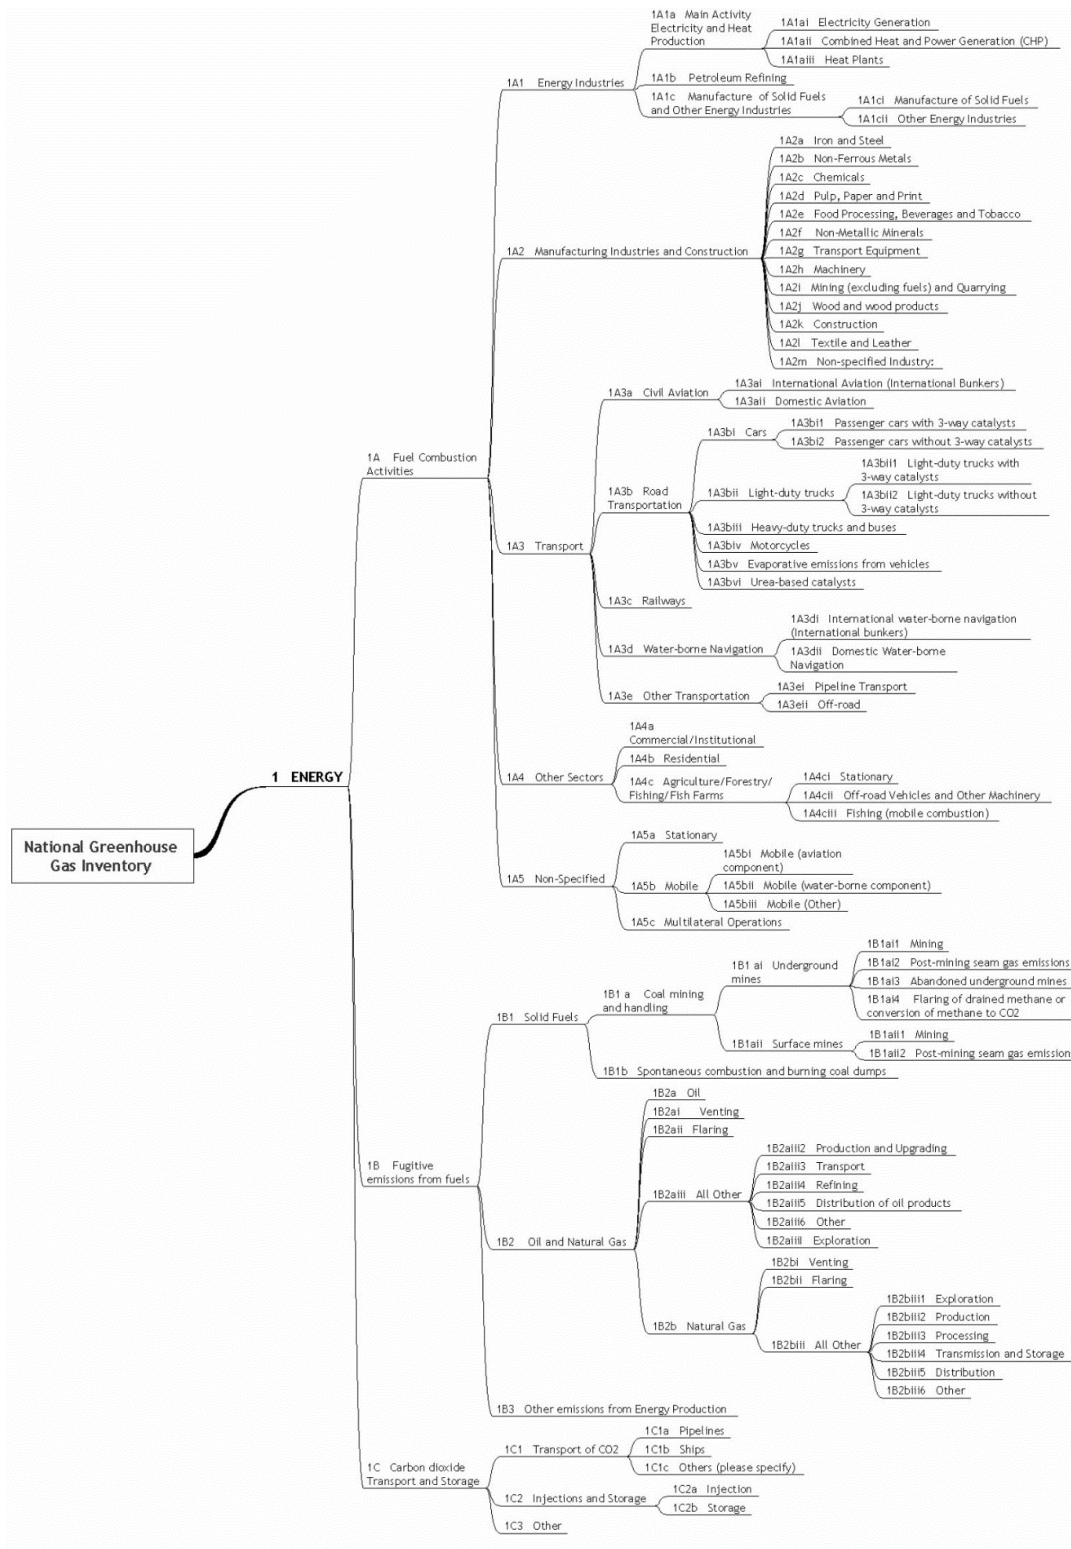 National Greenhouse
Gas Inventory
1 ENERGY
1A Fuel Combustion
Activities
1A1 Energy Industries
1A1a Main Activity
Electricity and Heat
Production
1A1ai Electricity Generation
1A1aii Combined Heat and Power Generation (CHP)
1A1aiii Heat Plants
1A1b Petroleum Refining
1A1c Manufacture of Solid Fuels
and Other Energy Industries
1A1ci Manufacture of Solid Fuels
1A1cii Other Energy Industries
1A2 Manufacturing Industries and Construction
1A2a Iron and Steel
1A2b Non-Ferrous Metals
1A2c Chemicals
1A2d Pulp, Paper and Print
1A2e Food Processing, Beverages and Tobacco
1A2f Non-Metallic Minerals
1A2g Transport Equipment
1A2h Machinery
1A2i Mining (excluding fuels) and Quarrying
1A2j Wood and wood products
1A2k Construction
1A2l Textile and Leather
1A2m Non-specified Industry:
1A3 Transport
1A3a Civil Aviation
1A3ai International Aviation (International Bunkers)
1A3aii Domestic Aviation
1A3b Road
Transportation
1A3bi Cars
1A3bi1 Passenger cars with 3-way catalysts
1A3bi2 Passenger cars without 3-way catalysts
1A3bii Light-duty trucks
1A3bii1 Light-duty trucks with
3-way catalysts
1A3bii2 Light-duty trucks without
3-way catalysts
1A3biii Heavy-duty trucks and buses
1A3biv Motorcycles
1A3bv Evaporative emissions from vehicles
1A3bvi Urea-based catalysts
1A3c Railways
1A3d Water-borne Navigation
1A3di International water-borne navigation
(International bunkers)
1A3dii Domestic Water-borne
Navigation
1A3e Other Transportation
1A3ei Pipeline Transport
1A3eii Off-road
1A4 Other Sectors
1A4a
Commercial/Institutional
1A4b Residential
1A4c Agriculture/Forestry/
Fishing/Fish Farms
1A4ci Stationary
1A4cii Off-road Vehicles and Other Machinery
1A4ciii Fishing (mobile combustion)
1A5 Non-Specified
1A5a Stationary
1A5b Mobile
1A5bi Mobile (aviation
component)
1A5bii Mobile (water-borne component)
1A5biii Mobile (Other)
1A5c Multilateral Operations
1B Fugitive
emissions from fuels
1B1 Solid Fuels
1B1 a Coal mining
and handling
1B1 ai Underground
mines
1B1ai1 Mining
1B1ai2 Post-mining seam gas emissions
1B1ai3 Abandoned underground mines
1B1ai4 Flaring of drained methane or
conversion of methane to CO2
1B1aii Surface mines
1B1aii1 Mining
1B1aii2 Post-mining seam gas emission
1B1b Spontaneous combustion and burning coal dumps
1B2 Oil and Natural Gas
1B2a Oil
1B2ai Venting
1B2aii Flaring
1B2aiii All Other
1B2aiii2 Production and Upgrading
1B2aiii3 Transport
1B2aiii4 Refining
1B2aiii5 Distribution of oil products
1B2aiii6 Other
1B2aiiiI Exploration
1B2b Natural Gas
1B2bi Venting
1B2bii Flaring
1B2biii All Other
1B2biii1 Exploration
1B2biii2 Production
1B2biii3 Processing
1B2biii4 Transmission and Storage
1B2biii5 Distribution
1B2biii6 Other
1B3 Other emissions from Energy Production
1C Carbon dioxide
Transport and Storage
1C1 Transport of CO2
1C1a Pipelines
1C1b Ships
1C1c Others (please specify)
1C2 Injections and Storage
1C2a Injection
1C2b Storage
1C3 Other